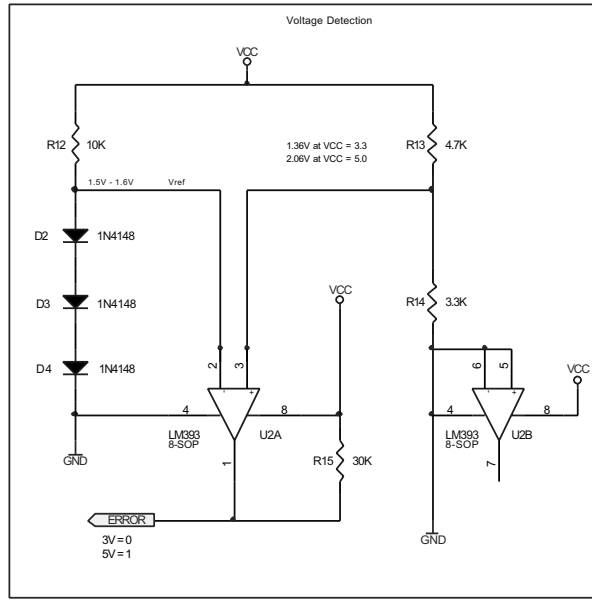 Voltage Detection
VCC
R12 10K
1.36V at VCC = 3.3
2.06V at VCC = 5.0
R13 4.7K
1.5V - 1.6V Vref
D2 1N4148
VCC
D3 1N4148
R14 3.3K
D4 1N4148
2 3
- +
6 5
- +
VCC
4 8
4 8
LM393
8-SOP
U2A
LM393
8-SOP
U2B
GND
1
R15 30K
7
ERROR
3V = 0
5V = 1
GND